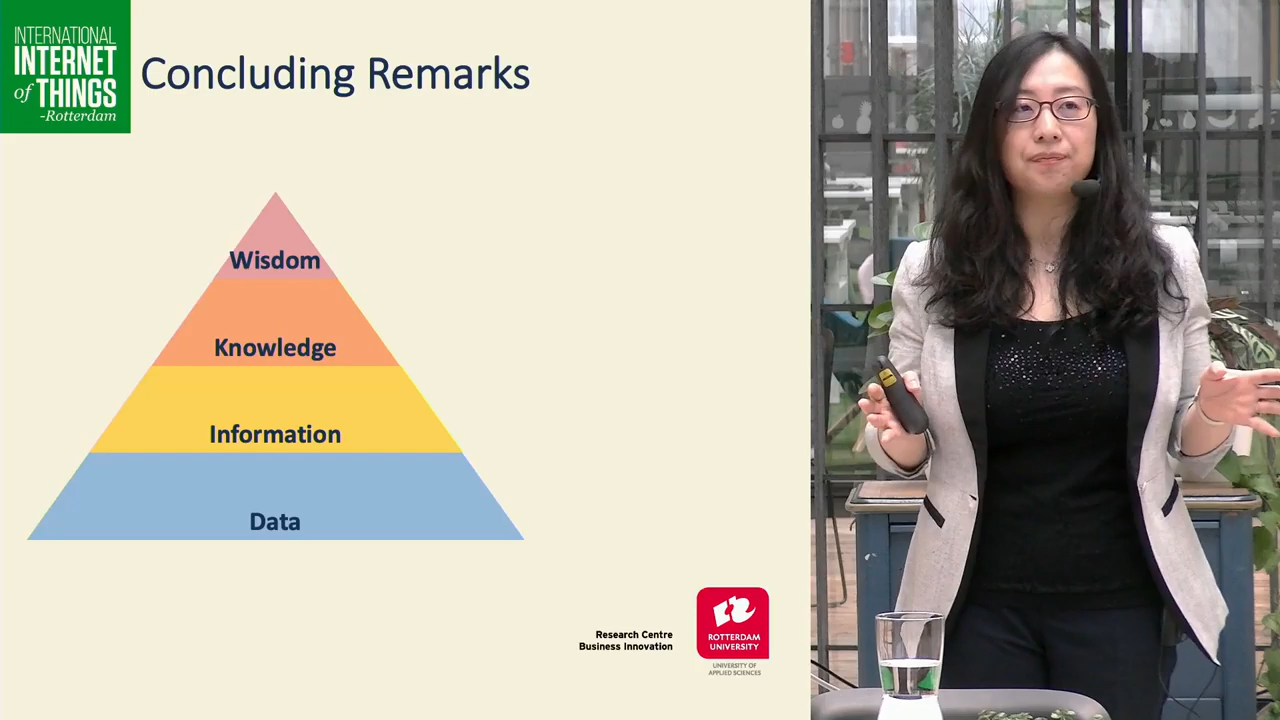 INTERNATIONAL
INTERNET
of THINGS
-Rotterdam
Concluding Remarks
Wisdom
Knowledge
Information
Data
Research Centre
Business Innovation
ROTTERDAM
UNIVERSITY
UNIVERSITY OF
APPLIED SCIENCES